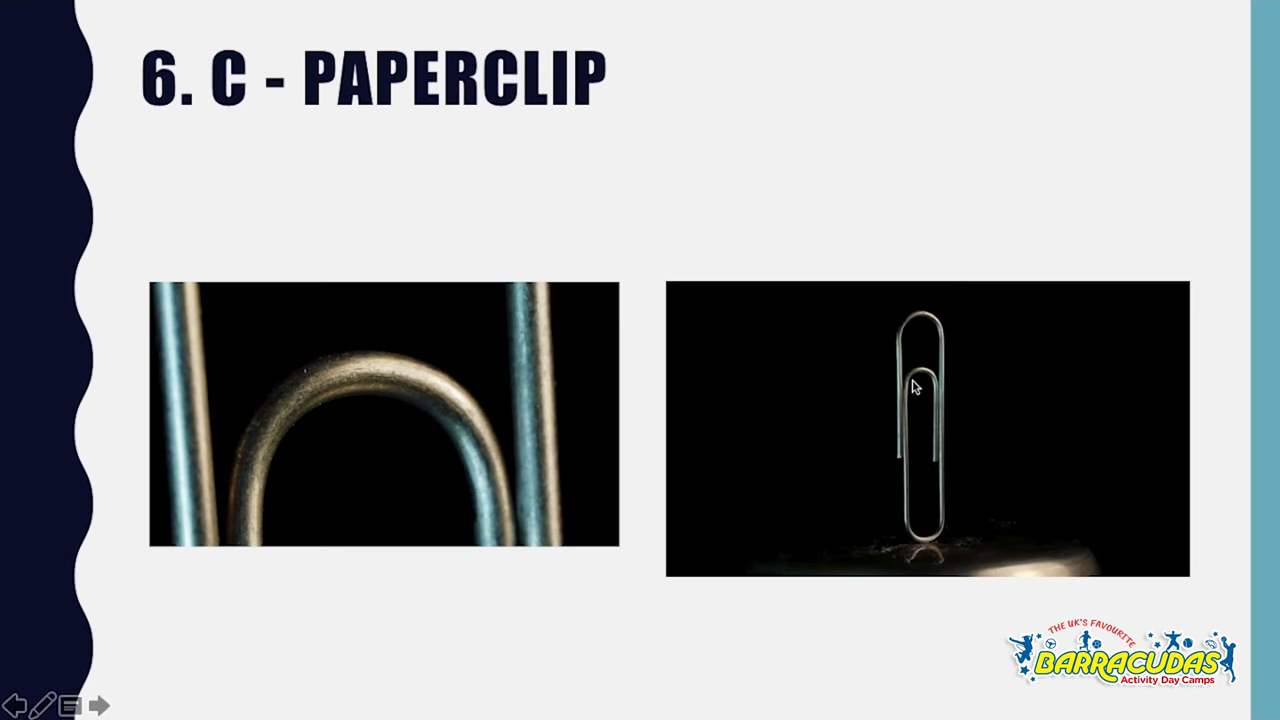 6. C - PAPERCLIP
THE UK'S FAVOURITE
BARRACUDAS
Activity Day Camps